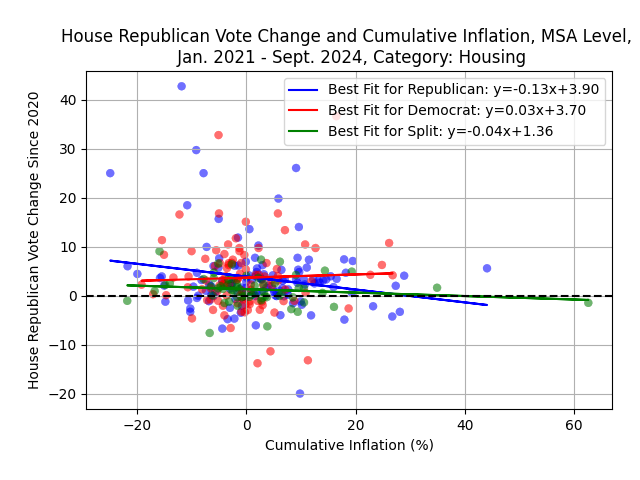 House Republican Vote Change and Cumulative Inflation, MSA Level,
Jan. 2021 - Sept. 2024, Category: Housing
Best Fit for Republican: y=-0.13x+3.90
Best Fit for Democrat: y=0.03x+3.70
Best Fit for Split: y=-0.04x+1.36
House Republican Vote Change Since 2020
40
30
20
10
0
−10
−20
−20 0 20 40 60
Cumulative Inflation (%)